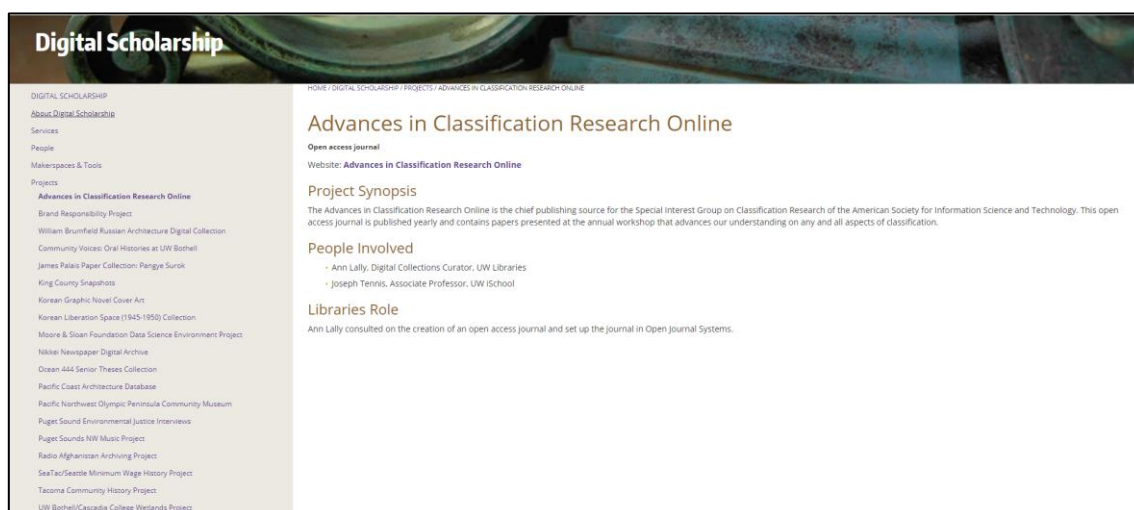 Digital Scholarship
DIGITAL SCHOLARSHIP
About Digital Scholarship
Services
People
Makerspaces & Tools
Projects
Advances in Classification Research Online
Brand Responsibility Project
William Brumfield Russian Architecture Digital Collection
Community Voices: Oral Histories at UW Bothell
James Palais Paper Collection: Pangye Surok
King County Snapshots
Korean Graphic Novel Cover Art
Korean Liberation Space (1945-1950) Collection
Moore & Sloan Foundation Data Science Environment Project
Nikkei Newspaper Digital Archive
Ocean 444 Senior Theses Collection
Pacific Coast Architecture Database
Pacific Northwest Olympic Peninsula Community Museum
Puget Sound Environmental Justice Interviews
Puget Sounds NW Music Project
Radio Afghanistan Archiving Project
SeaTac/Seattle Minimum Wage History Project
Tacoma Community History Project
UW Bothell/Cascadia College Wetlands Project
HOME / DIGITAL SCHOLARSHIP / PROJECTS / ADVANCES IN CLASSIFICATION RESEARCH ONLINE
Advances in Classification Research Online
Open access journal
Website: Advances in Classification Research Online
Project Synopsis
The Advances in Classification Research Online is the chief publishing source for the Special Interest Group on Classification Research of the American Society for Information Science and Technology. This open
access journal is published yearly and contains papers presented at the annual workshop that advances our understanding on any and all aspects of classification.
People Involved
◦ Ann Lally, Digital Collections Curator, UW Libraries
◦ Joseph Tennis, Associate Professor, UW iSchool
Libraries Role
Ann Lally consulted on the creation of an open access journal and set up the journal in Open Journal Systems.